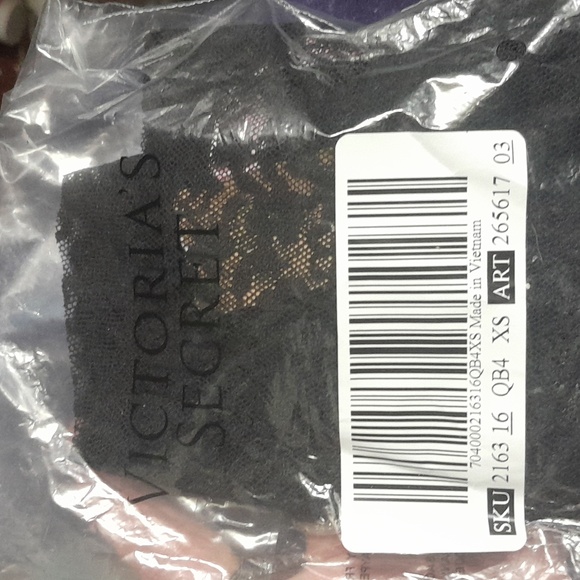 VICTORIA'S
SECRET
704000216316QB4XS Made in Vietnam
SKU 2163 16 QB4 XS ART 265617 03